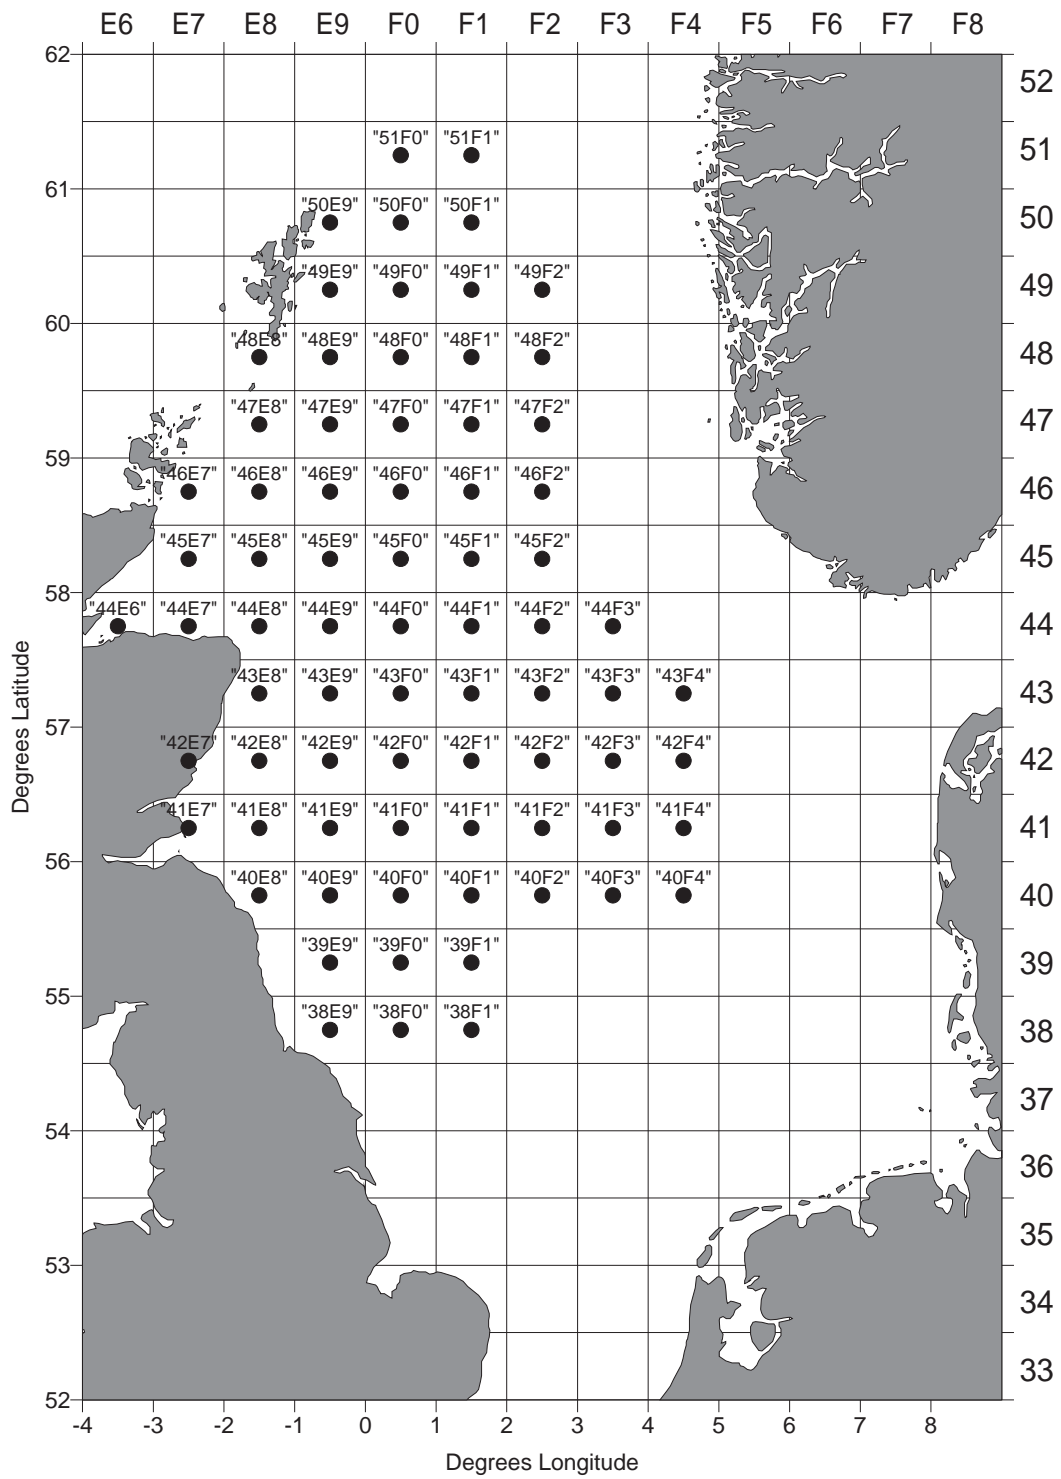 E6 E7 E8 E9 F0 F1 F2 F3 F4 F5 F6 F7 F8
62
52
"51F0" "51F1"
51
61
"50E9" "50F0" "50F1"
50
"49E9" "49F0" "49F1" "49F2"
49
60
"48E8" "48E9" "48F0" "48F1" "48F2"
48
"47E8" "47E9" "47F0" "47F1" "47F2"
47
59
"46E7" "46E8" "46E9" "46F0" "46F1" "46F2"
46
"45E7" "45E8" "45E9" "45F0" "45F1" "45F2"
45
58
"44E6" "44E7" "44E8" "44E9" "44F0" "44F1" "44F2" "44F3"
44
"43E8" "43E9" "43F0" "43F1" "43F2" "43F3" "43F4"
43
57
"42E7" "42E8" "42E9" "42F0" "42F1" "42F2" "42F3" "42F4"
42
Degrees Latitude
"41E7" "41E8" "41E9" "41F0" "41F1" "41F2" "41F3" "41F4"
41
56
"40E8" "40E9" "40F0" "40F1" "40F2" "40F3" "40F4"
40
"39E9" "39F0" "39F1"
39
55
"38E9" "38F0" "38F1"
38
37
54
36
35
53
34
33
52
-4 -3 -2 -1 0 1 2 3 4 5 6 7 8
Degrees Longitude